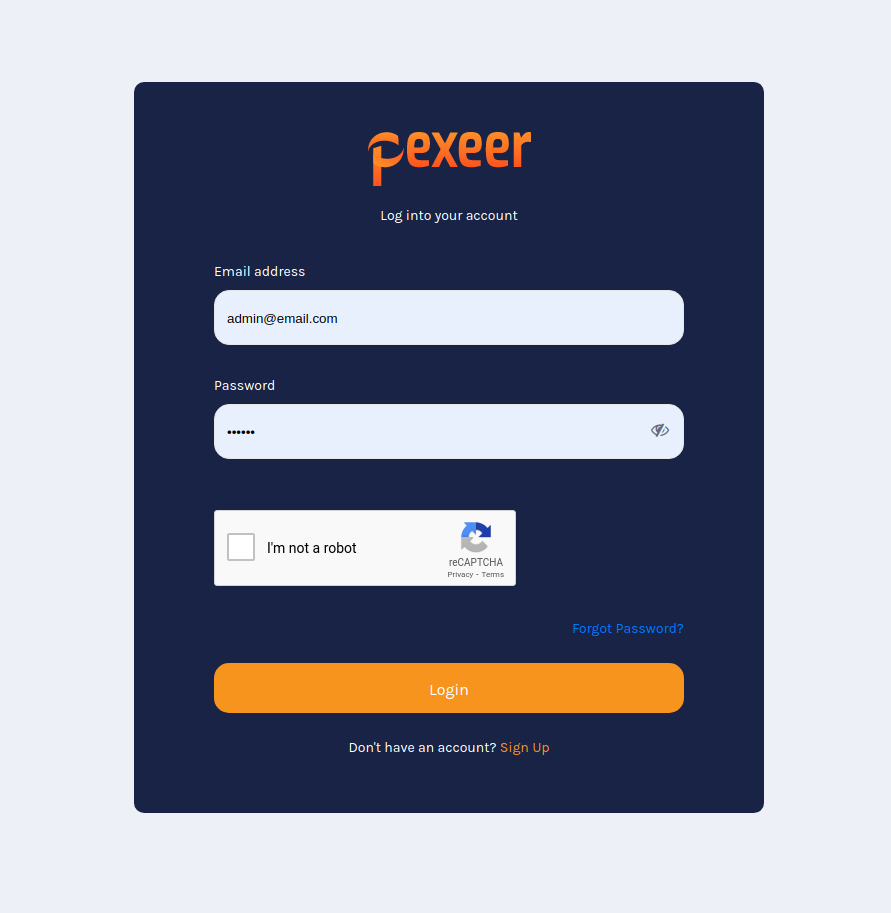 pexeer
Log into your account
Email address
admin@email.com
Password
••••••
I'm not a robot
reCAPTCHA
Privacy - Terms
Forgot Password?
Login
Don't have an account? Sign Up